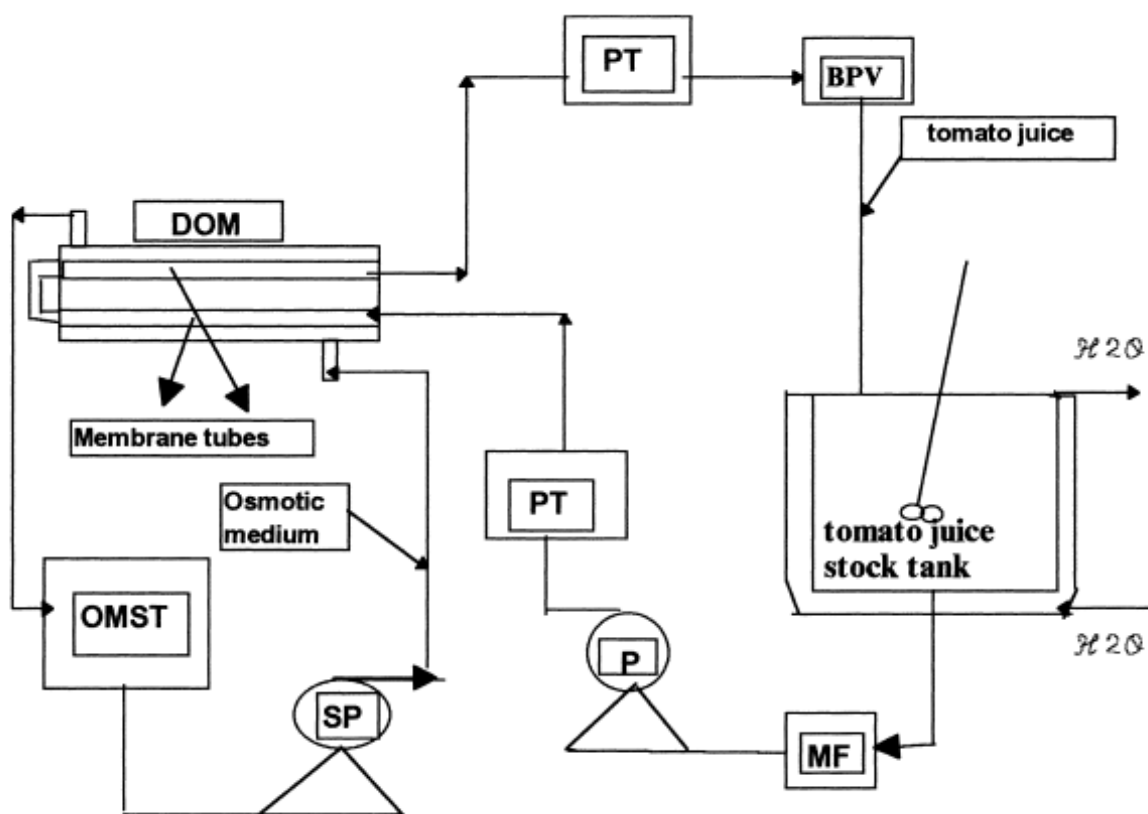 PT
BPV
tomato juice
DOM
H2O
Membrane tubes
PT
Osmotic
medium
tomato juice
stock tank
OMST
P
H2O
SP
MF